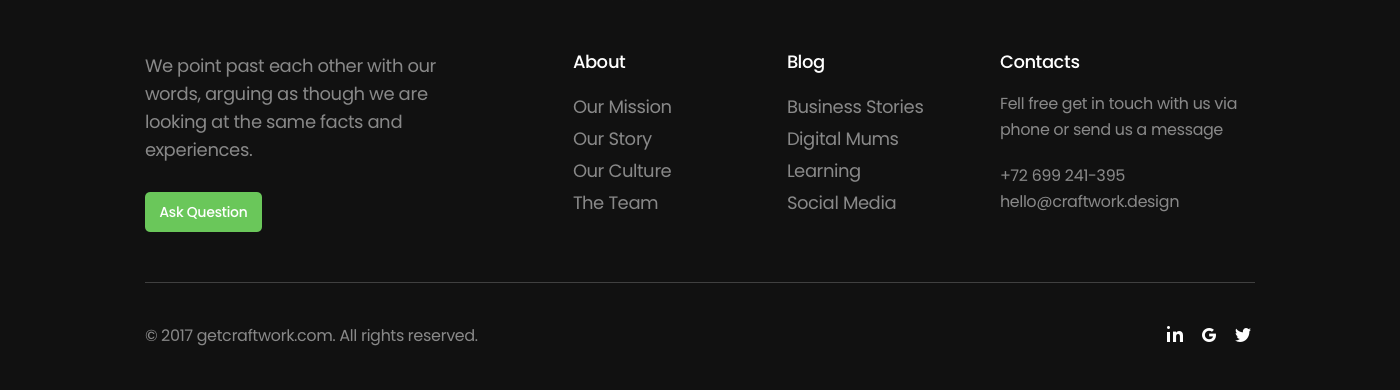 We point past each other with our
words, arguing as though we are
looking at the same facts and
experiences.
Ask Question
About
Our Mission
Our Story
Our Culture
The Team
Blog
Business Stories
Digital Mums
Learning
Social Media
Contacts
Fell free get in touch with us via
phone or send us a message
+72 699 241-395
hello@craftwork.design
© 2017 getcraftwork.com. All rights reserved.